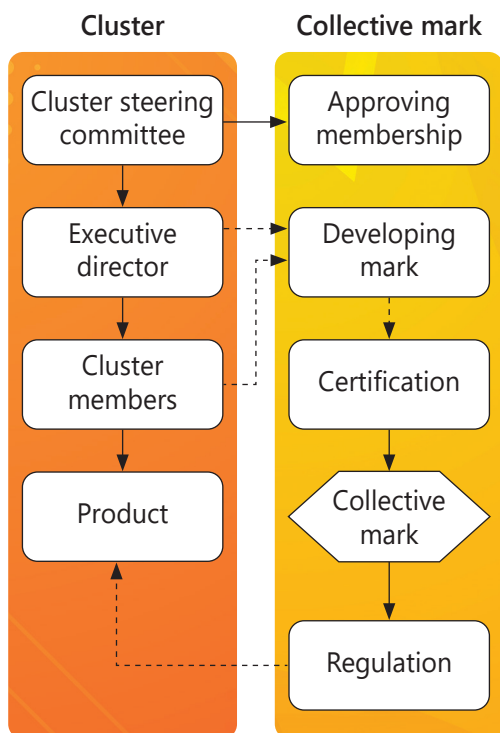 Cluster
Collective mark
Cluster steering
committee
Approving
membership
Executive
director
Developing
mark
Cluster
members
Certification
Product
Collective
mark
Regulation